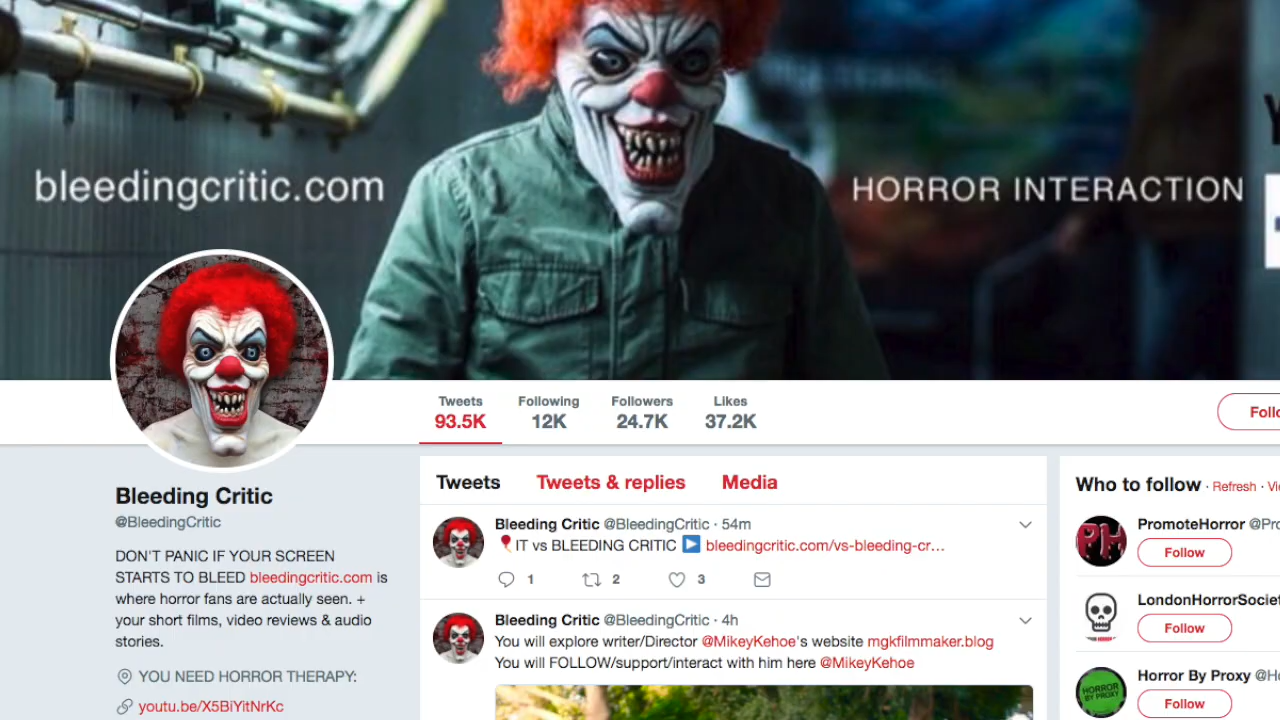 bleedingcritic.com
HORROR INTERACTION
Tweets
93.5K
Following
12K
Followers
24.7K
Likes
37.2K
Bleeding Critic
@BleedingCritic
DON'T PANIC IF YOUR SCREEN
STARTS TO BLEED bleedingcritic.com is
where horror fans are actually seen. +
your short films, video reviews & audio
stories.
YOU NEED HORROR THERAPY:
youtu.be/X5BiYitNrKc
Tweets Tweets & replies Media
Bleeding Critic @BleedingCritic · 54m
IT vs BLEEDING CRITIC bleedingcritic.com/vs-bleeding-cr…
1 2 3
Bleeding Critic @BleedingCritic · 4h
You will explore writer/Director @MikeyKehoe's website mgkfilmmaker.blog
You will FOLLOW/support/interact with him here @MikeyKehoe
Who to follow · Refresh ·
PH
PromoteHorror
Follow
LondonHorrorSociet
Follow
HORROR
BY PROXY
Horror By Proxy
Follow